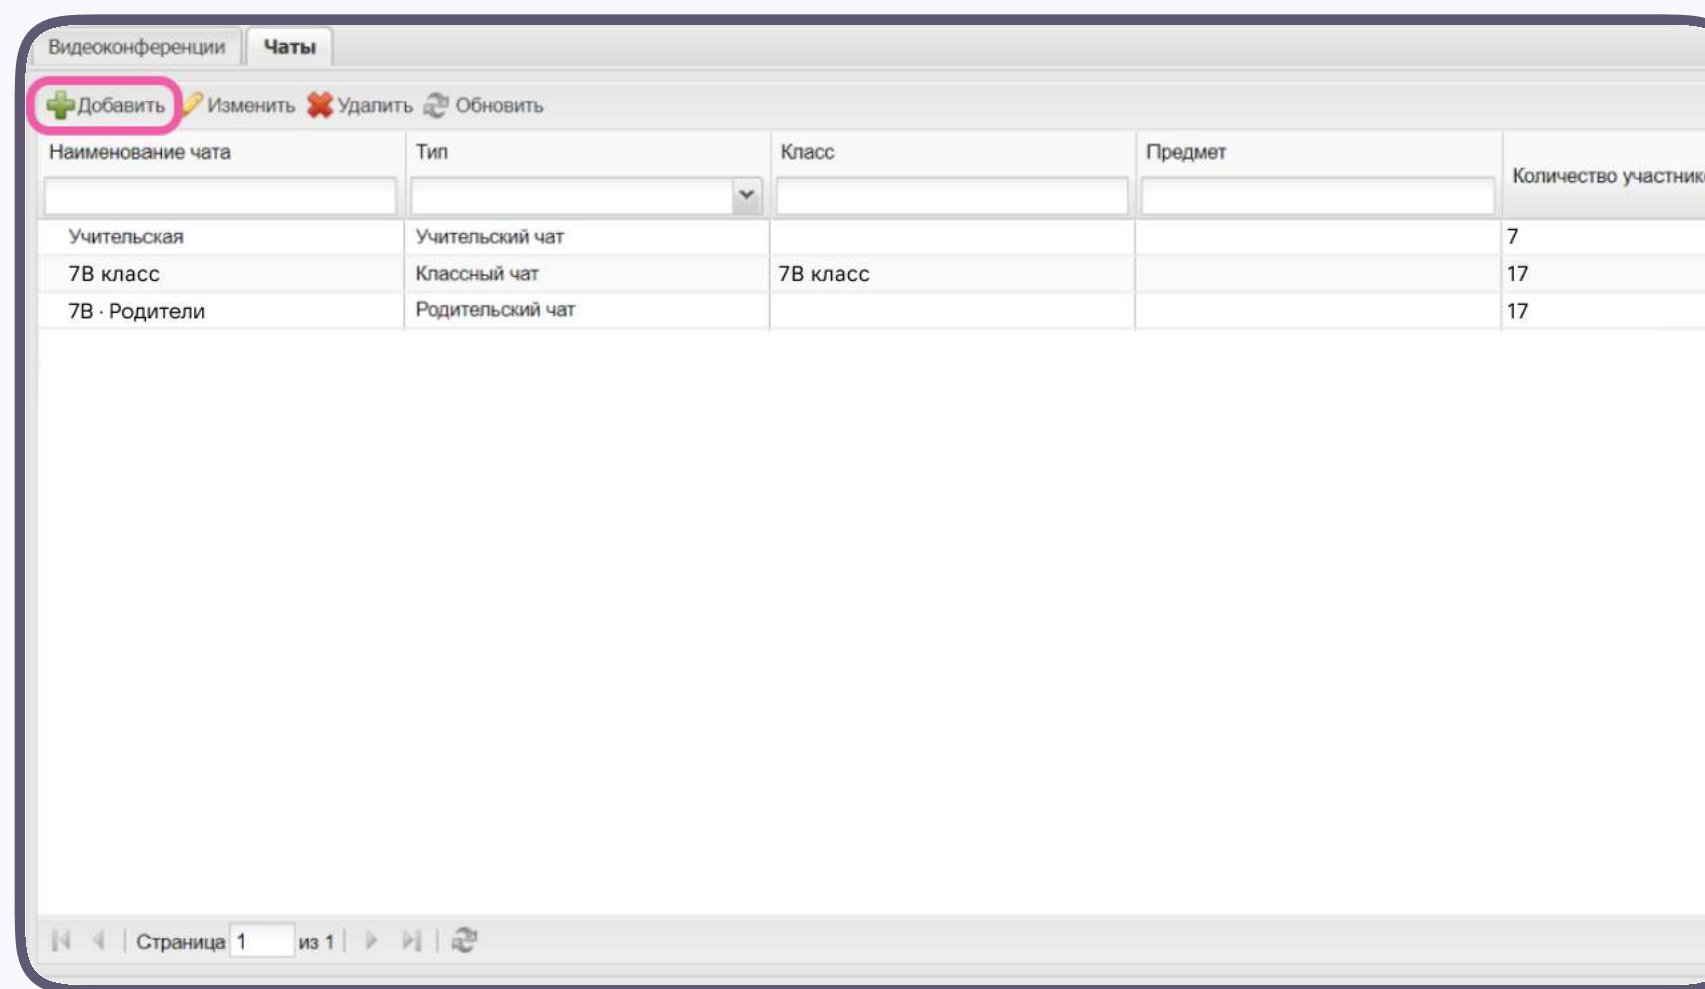 Видеоконференции Чаты
Добавить Изменить Удалить Обновить
Наименование чата Тип Класс Предмет
Количество
Учительская Учительский чат 7
7В класс Классный чат 7В класс 17
7В · Родители Родительский чат 17
Страница 1 из 1